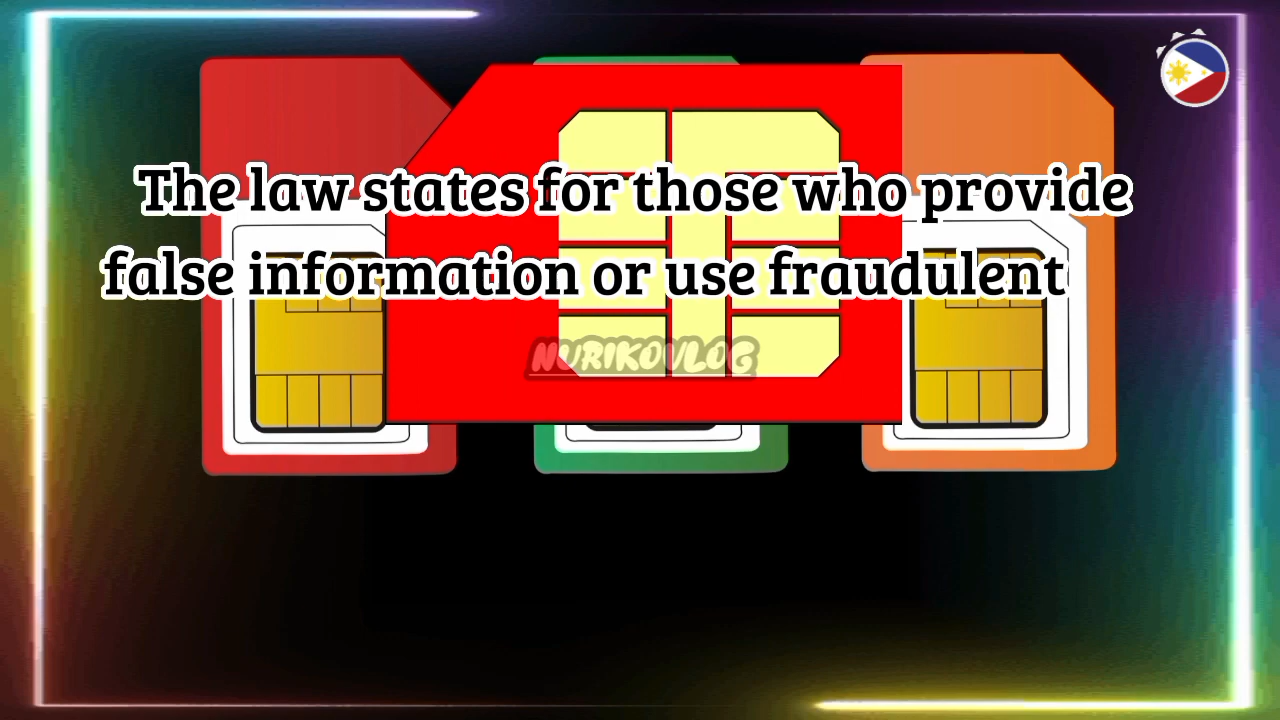 The law states for those who provide
false information or use fraudulent
NURIKOVLOG